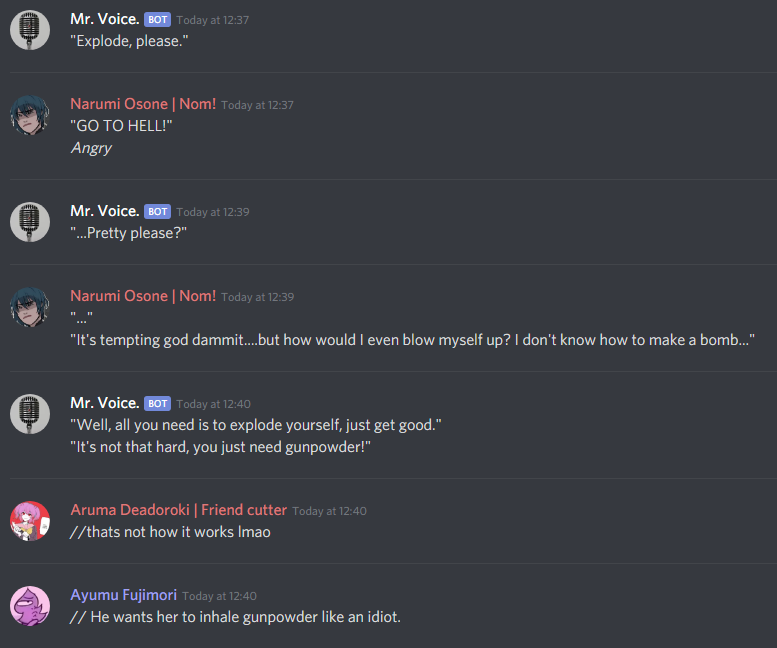 Mr. Voice. BOT Today at 12:37
"Explode, please."
Narumi Osone | Nom! Today at 12:37
"GO TO HELL!"
Angry
Mr. Voice. BOT Today at 12:39
"...Pretty please?"
Narumi Osone | Nom! Today at 12:39
"..."
"It's tempting god dammit....but how would I even blow myself up? I don't know how to make a bomb..."
Mr. Voice. BOT Today at 12:40
"Well, all you need is to explode yourself, just get good."
"It's not that hard, you just need gunpowder!"
Aruma Deadoroki | Friend cutter Today at 12:40
//thats not how it works lmao
Ayumu Fujimori Today at 12:40
// He wants her to inhale gunpowder like an idiot.